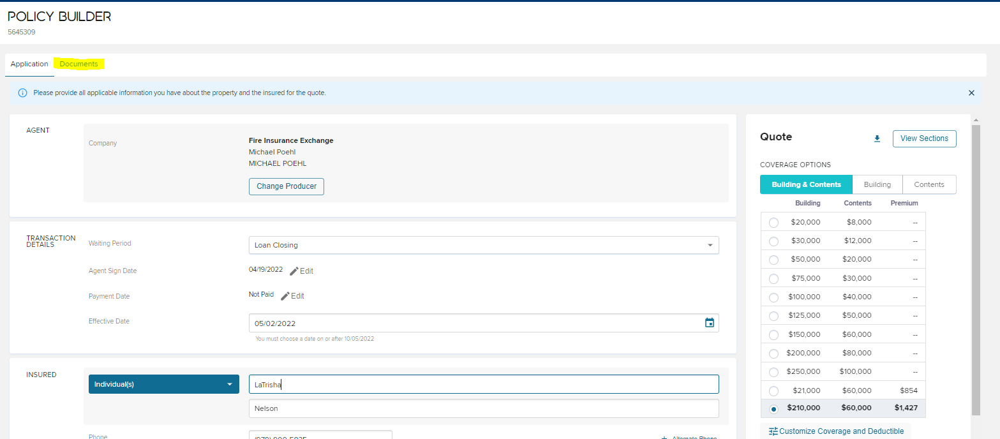 POLICY BUILDER
5645309
Application Documents
Please provide all applicable information you have about the property and the insured for the quote.
AGENT
Company
Fire Insurance Exchange
Michael Poehl
MICHAEL POEHL
Change Producer
TRANSACTION
DETAILS
Waiting Period
Loan Closing
Agent Sign Date
04/19/2022 Edit
Payment Date
Not Paid Edit
Effective Date
05/02/2022
You must choose a date on or after 10/05/2022
INSURED
Individual(s)
LaTrisha
Nelson
Phone
Alternate Phone
Quote
View Sections
COVERAGE OPTIONS
Building & Contents Building Contents
Building Contents Premium
$20,000 $8,000 --
$30,000 $12,000 --
$50,000 $20,000 --
$75,000 $30,000 --
$100,000 $40,000 --
$125,000 $50,000 --
$150,000 $60,000 --
$200,000 $80,000 --
$250,000 $100,000 --
$21,000 $60,000 $854
$210,000 $60,000 $1,427
Customize Coverage and Deductible